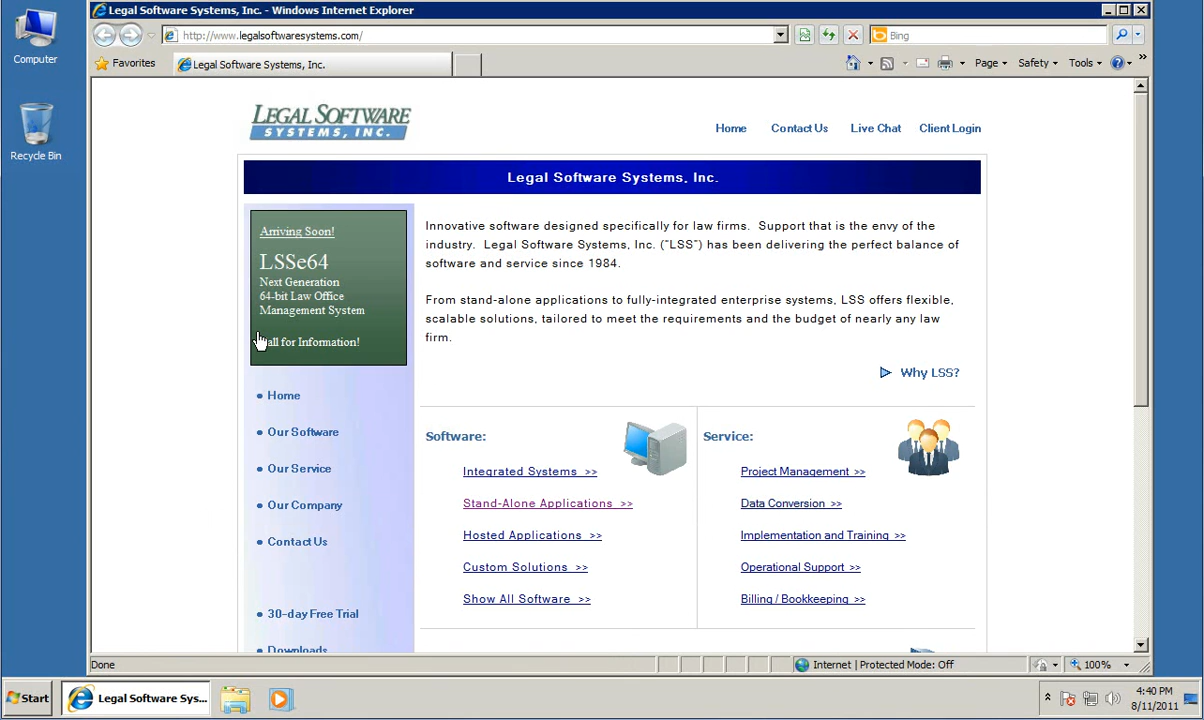 Legal Software Systems, Inc. - Windows Internet Explorer
Computer
Recycle Bin
http://www.legalsoftwaresystems.com/
Bing
Favorites
Legal Software Systems, Inc.
Page
Safety
Tools
LEGAL SOFTWARE
SYSTEMS, INC.
Home Contact Us Live Chat Client Login
Legal Software Systems, Inc.
Arriving Soon!
LSSe64
Next Generation
64-bit Law Office
Management System
all for Information!
Home
Our Software
Our Service
Our Company
Contact Us
30-day Free Trial
Downloads
Innovative software designed specifically for law firms. Support that is the envy of the
industry. Legal Software Systems, Inc. ("LSS") has been delivering the perfect balance of
software and service since 1984.
From stand-alone applications to fully-integrated enterprise systems, LSS offers flexible,
scalable solutions, tailored to meet the requirements and the budget of nearly any law
firm.
Why LSS?
Software:
Integrated Systems >>
Stand-Alone Applications >>
Hosted Applications >>
Custom Solutions >>
Show All Software >>
Service:
Project Management >>
Data Conversion >>
Implementation and Training >>
Operational Support >>
Billing / Bookkeeping >>
Done
Internet | Protected Mode: Off
100%
Start
Legal Software Sys...
4:40 PM
8/11/2011